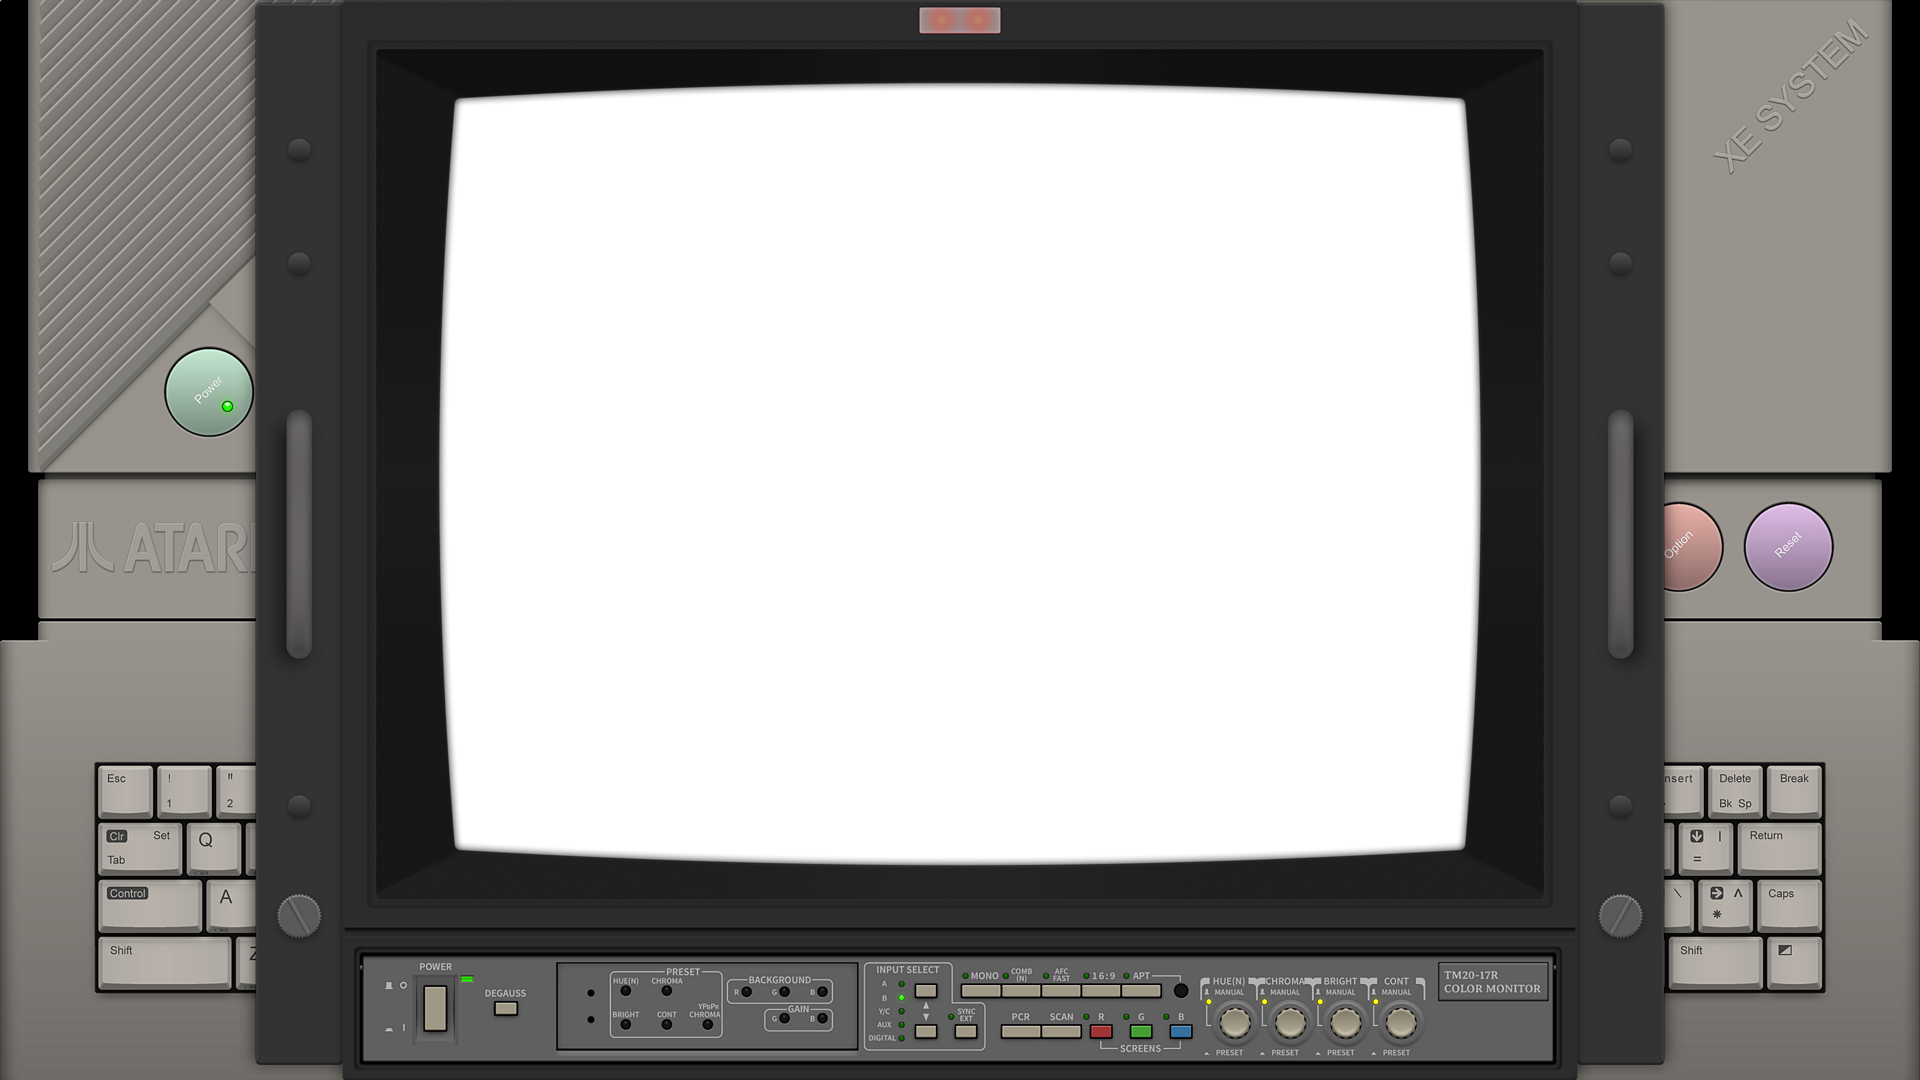 XE SYSTEM
Power
ATARI
Option
Reset
Esc
!
1
"
2
Clr Set
Tab
Q
Control
A
Shift
Z
nsert
Delete
Bk Sp
Break
|
=
Return
\
^
*
Caps
Shift
POWER
DEGAUSS
PRESET
HUE(N) CHROMA
BRIGHT CONT YPBPR CHROMA
BACKGROUND
R G B
GAIN
G B
INPUT SELECT
A
B
Y/C
AUX
DIGITAL
SYNC EXT
MONO COMB (N) AFC FAST 16:9 APT
PCR SCAN R G B
SCREENS
HUE(N) CHROMA BRIGHT CONT
MANUAL MANUAL MANUAL MANUAL
PRESET PRESET PRESET PRESET
TM20-17R
COLOR MONITOR